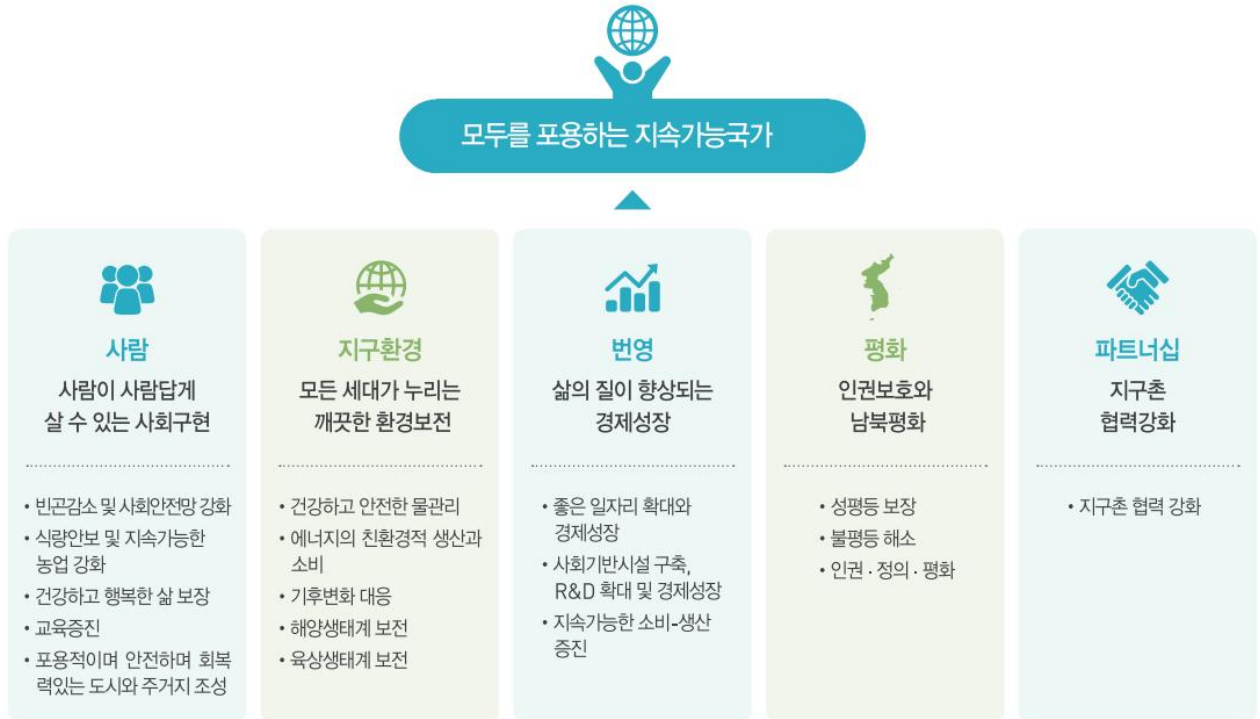 모두를 포용하는 지속가능국가
사람
사람이 사람답게
살 수 있는 사회구현
• 빈곤감소 및 사회안전망 강화
• 식량안보 및 지속가능한
농업 강화
• 건강하고 행복한 삶 보장
• 교육증진
• 포용적이며 안전하며 회복
력있는 도시와 주거지 조성
지구환경
모든 세대가 누리는
깨끗한 환경보전
• 건강하고 안전한 물관리
• 에너지의 친환경적 생산과
소비
• 기후변화 대응
• 해양생태계 보전
• 육상생태계 보전
번영
삶의 질이 향상되는
경제성장
• 좋은 일자리 확대와
경제성장
• 사회기반시설 구축,
R&D 확대 및 경제성장
• 지속가능한 소비-생산
증진
평화
인권보호와
남북평화
• 성평등 보장
• 불평등 해소
• 인권 · 정의 · 평화
파트너십
지구촌
협력강화
• 지구촌 협력 강화